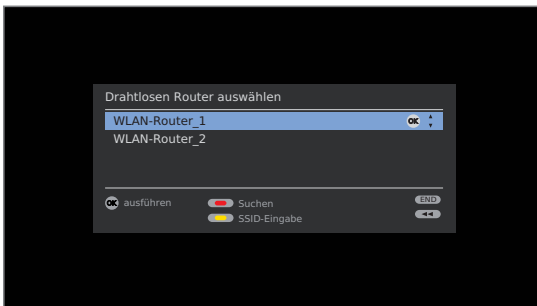 Drahtlosen Router auswählen
WLAN-Router_1 OK
WLAN-Router_2
OK ausführen Suchen END
SSID-Eingabe